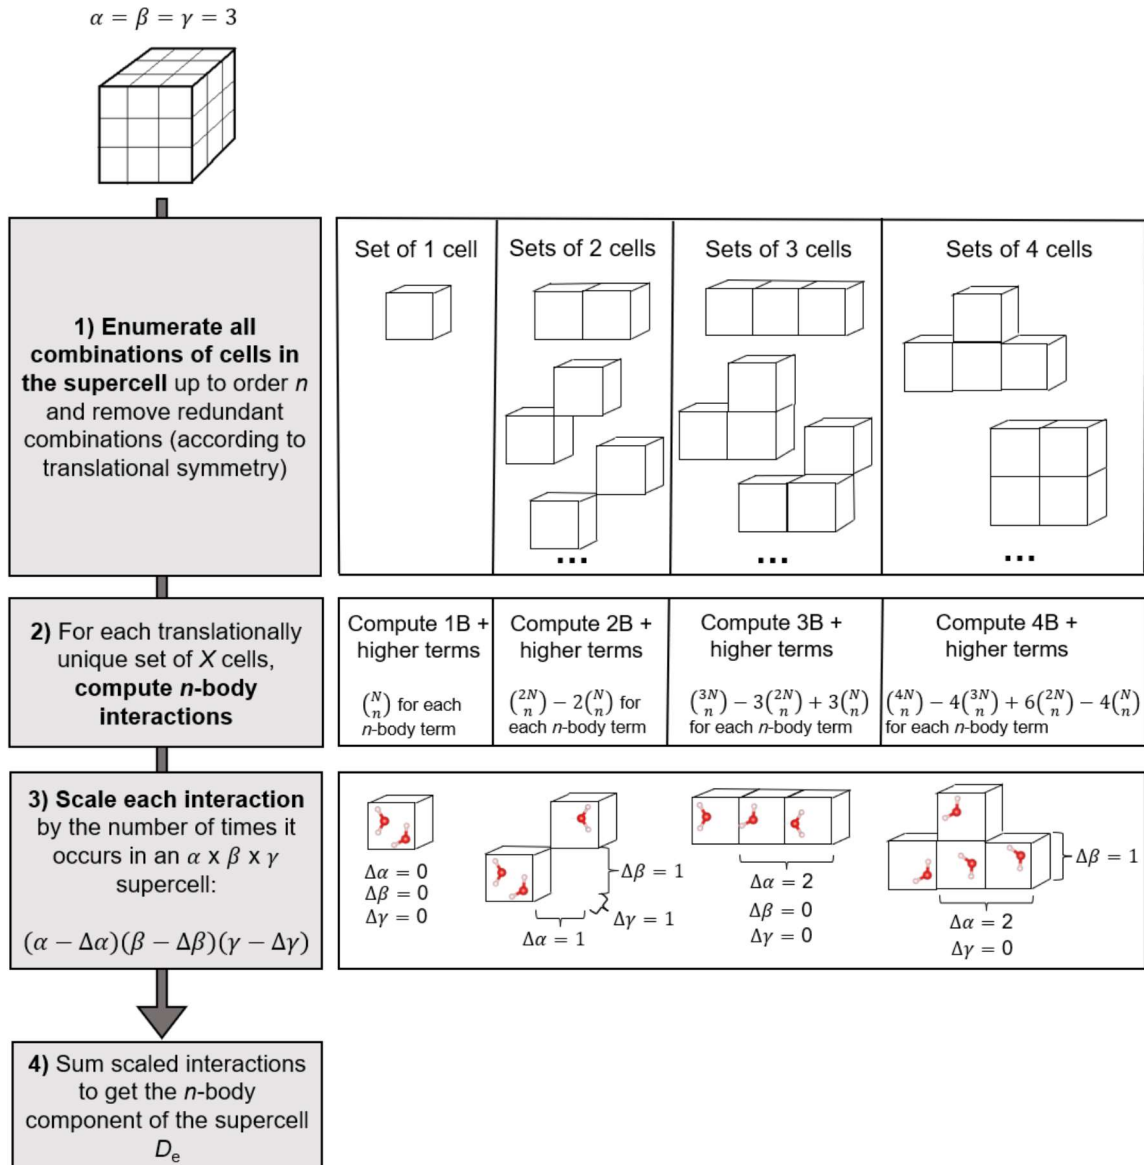 α = β = γ = 3
1) Enumerate all
combinations of cells in
the supercell up to order n
and remove redundant
combinations (according to
translational symmetry)
Set of 1 cell
Sets of 2 cells
...
Sets of 3 cells
...
Sets of 4 cells
...
2) For each translationally
unique set of X cells,
compute n-body
interactions
Compute 1B +
higher terms
(N n) for each
n-body term
Compute 2B +
higher terms
(2N n) − 2(N n) for
each n-body term
Compute 3B +
higher terms
(3N n) − 3(2N n) + 3(N n)
for each n-body term
Compute 4B +
higher terms
(4N n) − 4(3N n) + 6(2N n) − 4(N n)
for each n-body term
3) Scale each interaction
by the number of times it
occurs in an α x β x γ
supercell:
(α − Δα)(β − Δβ)(γ − Δγ)
Δα = 0
Δβ = 0
Δγ = 0
Δβ = 1
Δγ = 1
Δα = 1
Δα = 2
Δβ = 0
Δγ = 0
Δβ = 1
Δα = 2
Δγ = 0
4) Sum scaled interactions
to get the n-body
component of the supercell
De